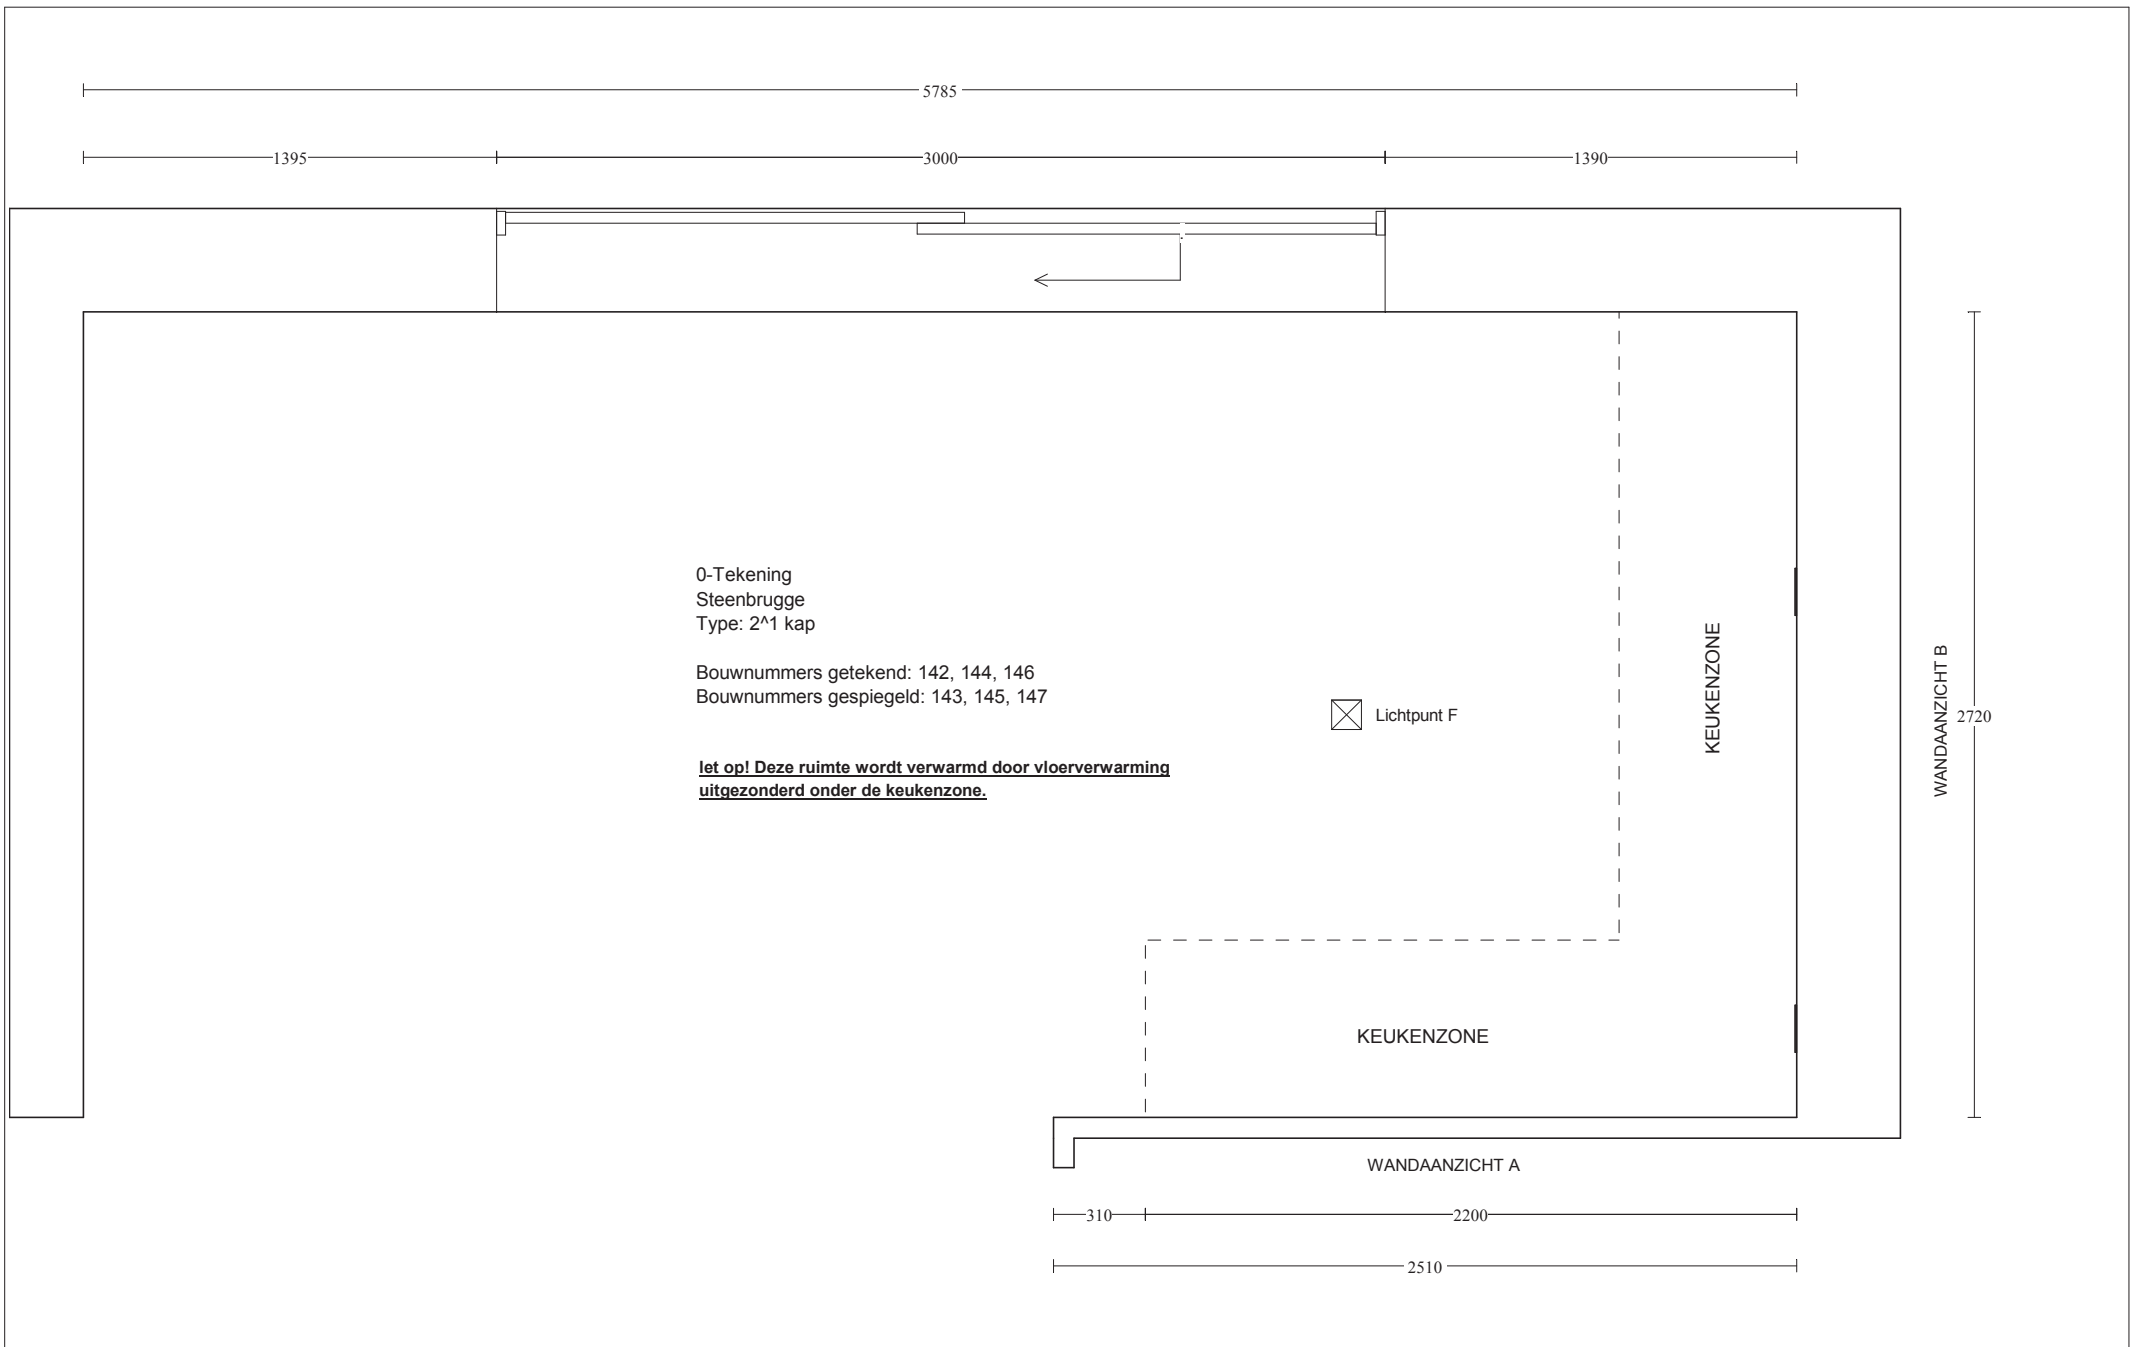 5785
1395 3000 1390
0-Tekening
Steenbrugge
Type: 2^1 kap
Bouwnummers getekend: 142, 144, 146
Bouwnummers gespiegeld: 143, 145, 147
let op! Deze ruimte wordt verwarmd door vloerverwarming
uitgezonderd onder de keukenzone.
Lichtpunt F
KEUKENZONE
WANDAANZICHT B
2720
KEUKENZONE
WANDAANZICHT A
310 2200
2510